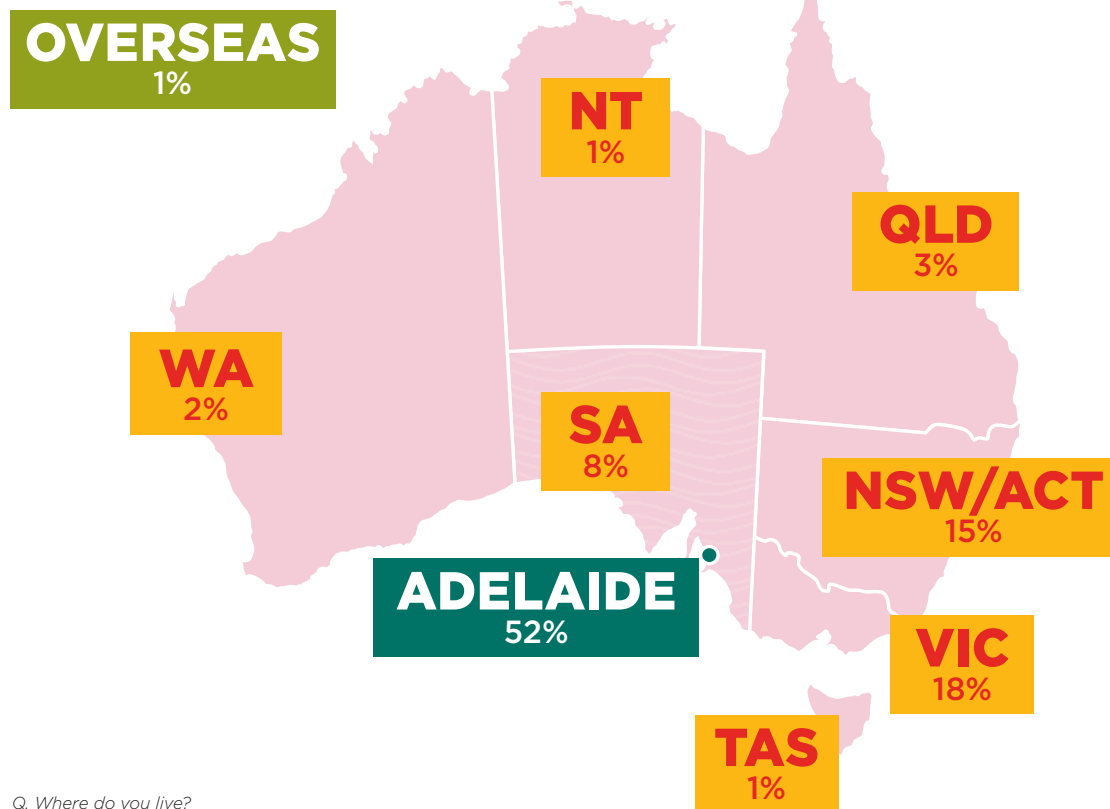 OVERSEAS
1%
NT
1%
QLD
3%
WA
2%
SA
8%
NSW/ACT
15%
ADELAIDE
52%
VIC
18%
TAS
1%
Q. Where do you live?